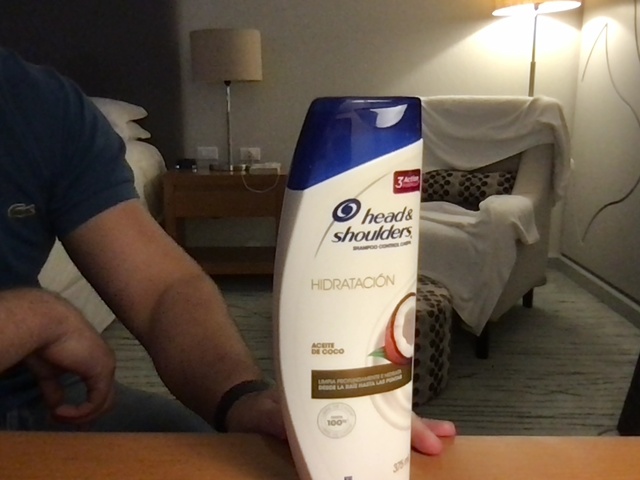 3 Action
head &
shoulders
SHAMPOO CONTROL CASPA
HIDRATACIÓN
ACEITE
DE COCO
LIMPIA PROFUNDAMENTE E HIDRATA
DESDE LA RAÍZ HASTA LAS PUNTAS
100%
375